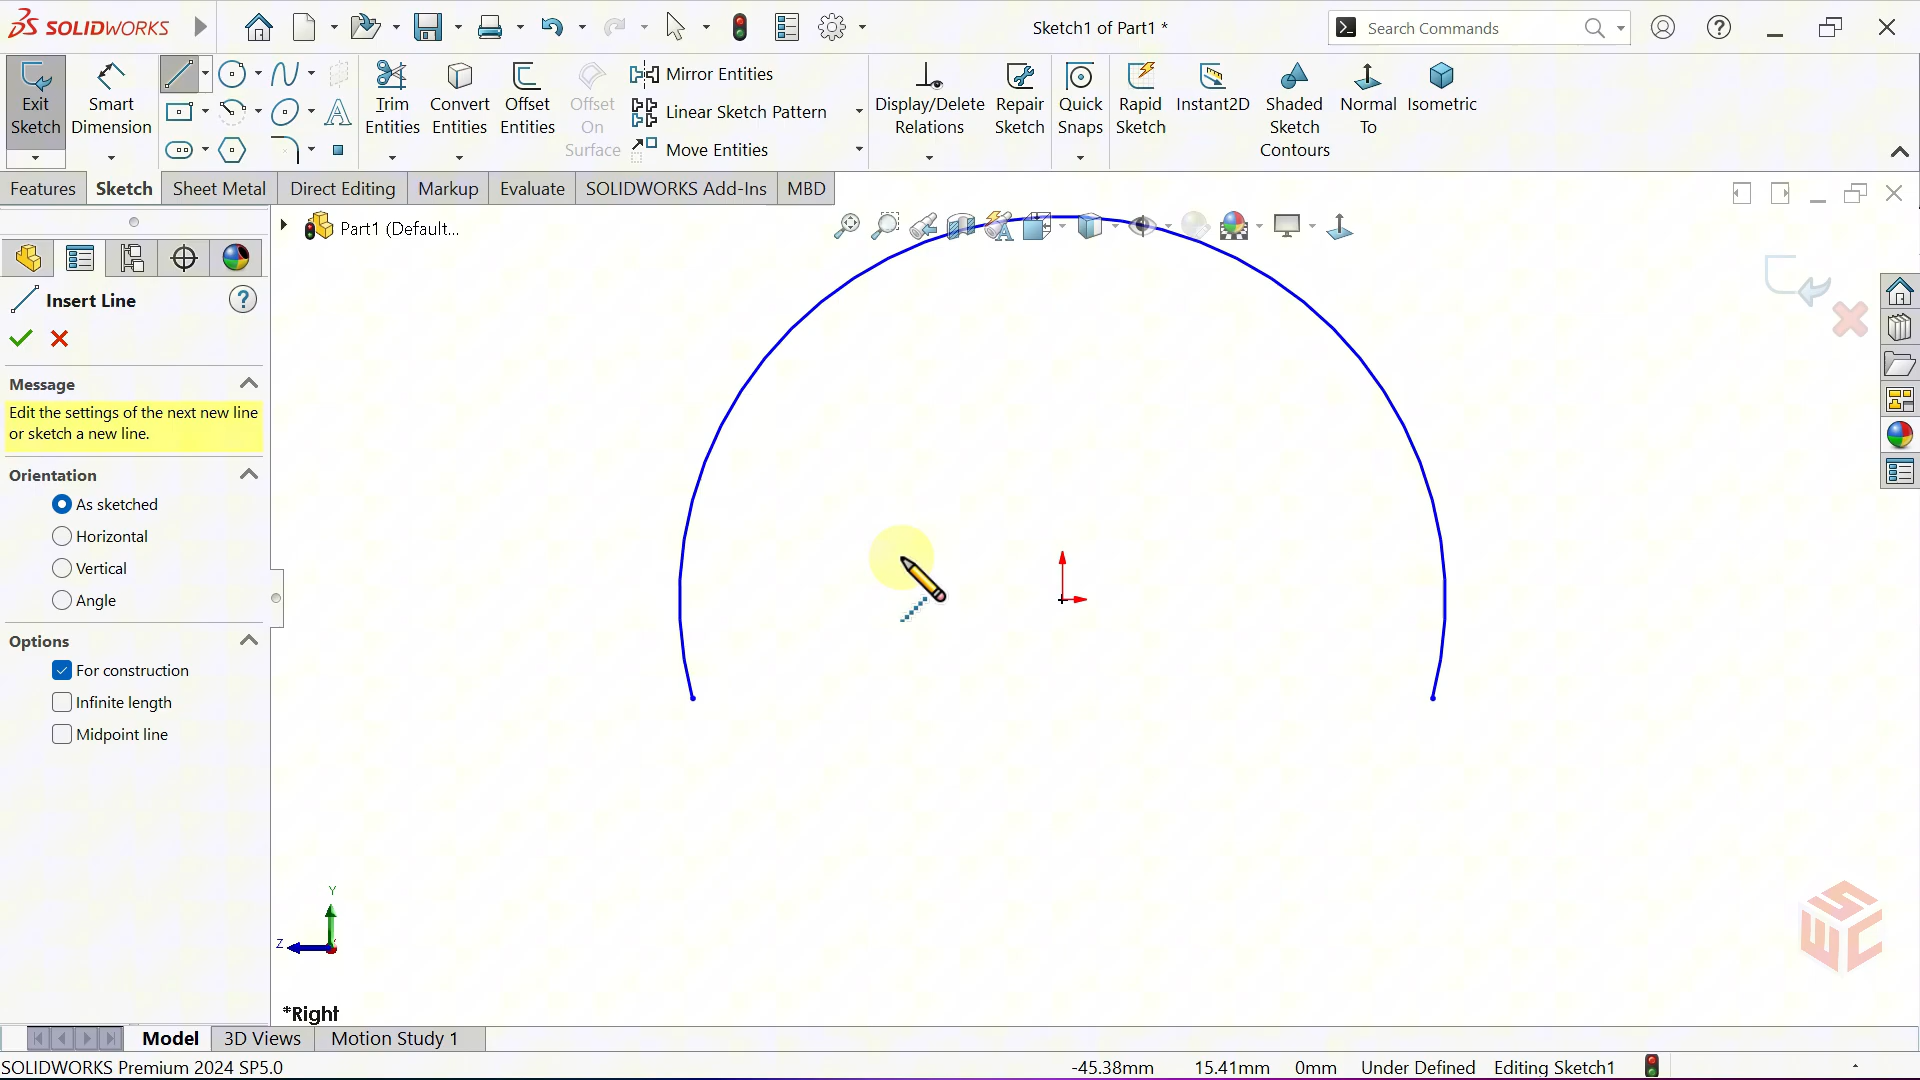 SOLIDWORKS
Sketch1 of Part1 *
Search Commands
Exit Sketch
Smart Dimension
Trim Entities
Convert Entities
Offset Entities
Offset On Surface
Mirror Entities
Linear Sketch Pattern
Move Entities
Display/Delete Relations
Repair Sketch
Quick Snaps
Rapid Sketch
Instant2D
Shaded Sketch Contours
Normal To
Isometric
Features
Sketch
Sheet Metal
Direct Editing
Markup
Evaluate
SOLIDWORKS Add-Ins
MBD
Part1 (Default...
Insert Line
Message
Edit the settings of the next new line
or sketch a new line.
Orientation
As sketched
Horizontal
Vertical
Angle
Options
For construction
Infinite length
Midpoint line
Y
Z
*Right
SWC
Model
3D Views
Motion Study 1
SOLIDWORKS Premium 2024 SP5.0
-45.38mm
15.41mm
0mm
Under Defined
Editing Sketch1